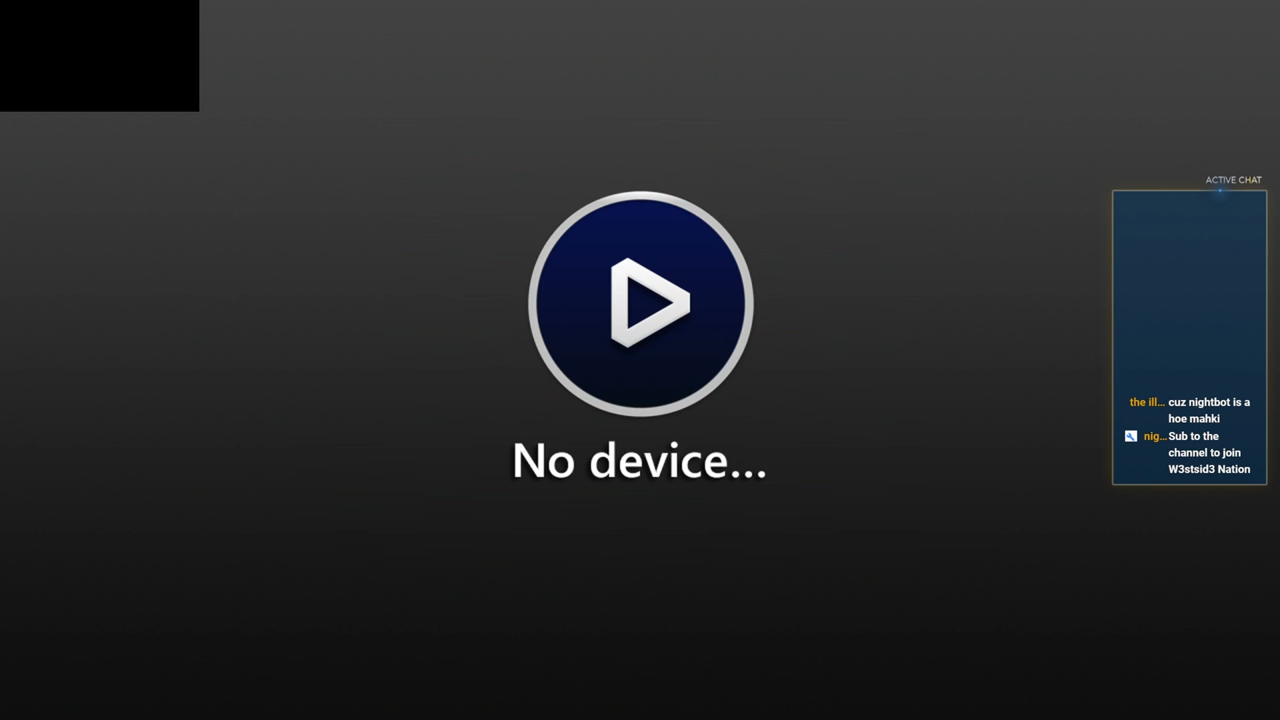 ACTIVE CHAT
No device...
the ill... cuz nightbot is a
hoe mahki
nig... Sub to the
channel to join
W3stsid3 Nation